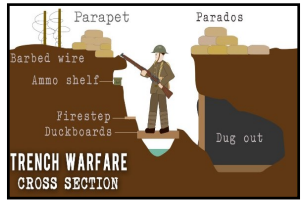 Parapet
Parados
Barbed wire
Ammo shelf
Firestep
Duckboards
Dug out
TRENCH WARFARE
CROSS SECTION